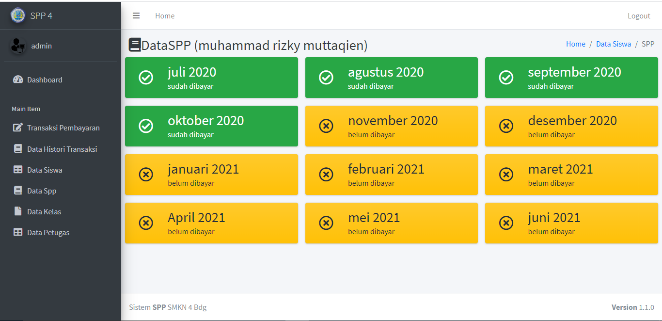 SPP 4
admin
Dashboard
Main Item
Transaksi Pembayaran
Data Histori Transaksi
Data Siswa
Data Spp
Data Kelas
Data Petugas
Home
Logout
DataSPP (muhammad rizky muttaqien)
Home / Data Siswa / SPP
juli 2020
sudah dibayar
agustus 2020
sudah dibayar
september 2020
sudah dibayar
oktober 2020
sudah dibayar
november 2020
belum dibayar
desember 2020
belum dibayar
januari 2021
belum dibayar
februari 2021
belum dibayar
maret 2021
belum dibayar
April 2021
belum dibayar
mei 2021
belum dibayar
juni 2021
belum dibayar
Sistem SPP SMKN 4 Bdg
Version 1.1.0